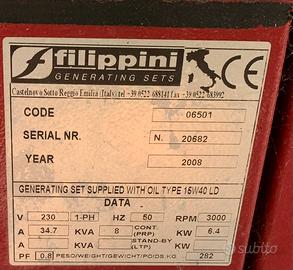 filippini
GENERATING SETS
CE
Castelnovo Sotto Reggio Emilia (Italy) tel +39.0522-688141 fax +39.0522-683992
CODE 06501
SERIAL NR. N. 20682
YEAR 2008
GENERATING SET SUPPLIED WITH OIL TYPE 15W40 LD
DATA
V 230 1-PH HZ 50 RPM 3000
A 34.7 KVA 8 CONT. (PRP) KW 6.4
A KVA STAND-BY (LTP) KW
PF 0.8 PESO/WEIGHT/GEWICHT/PO/DS.KG: 282
subito